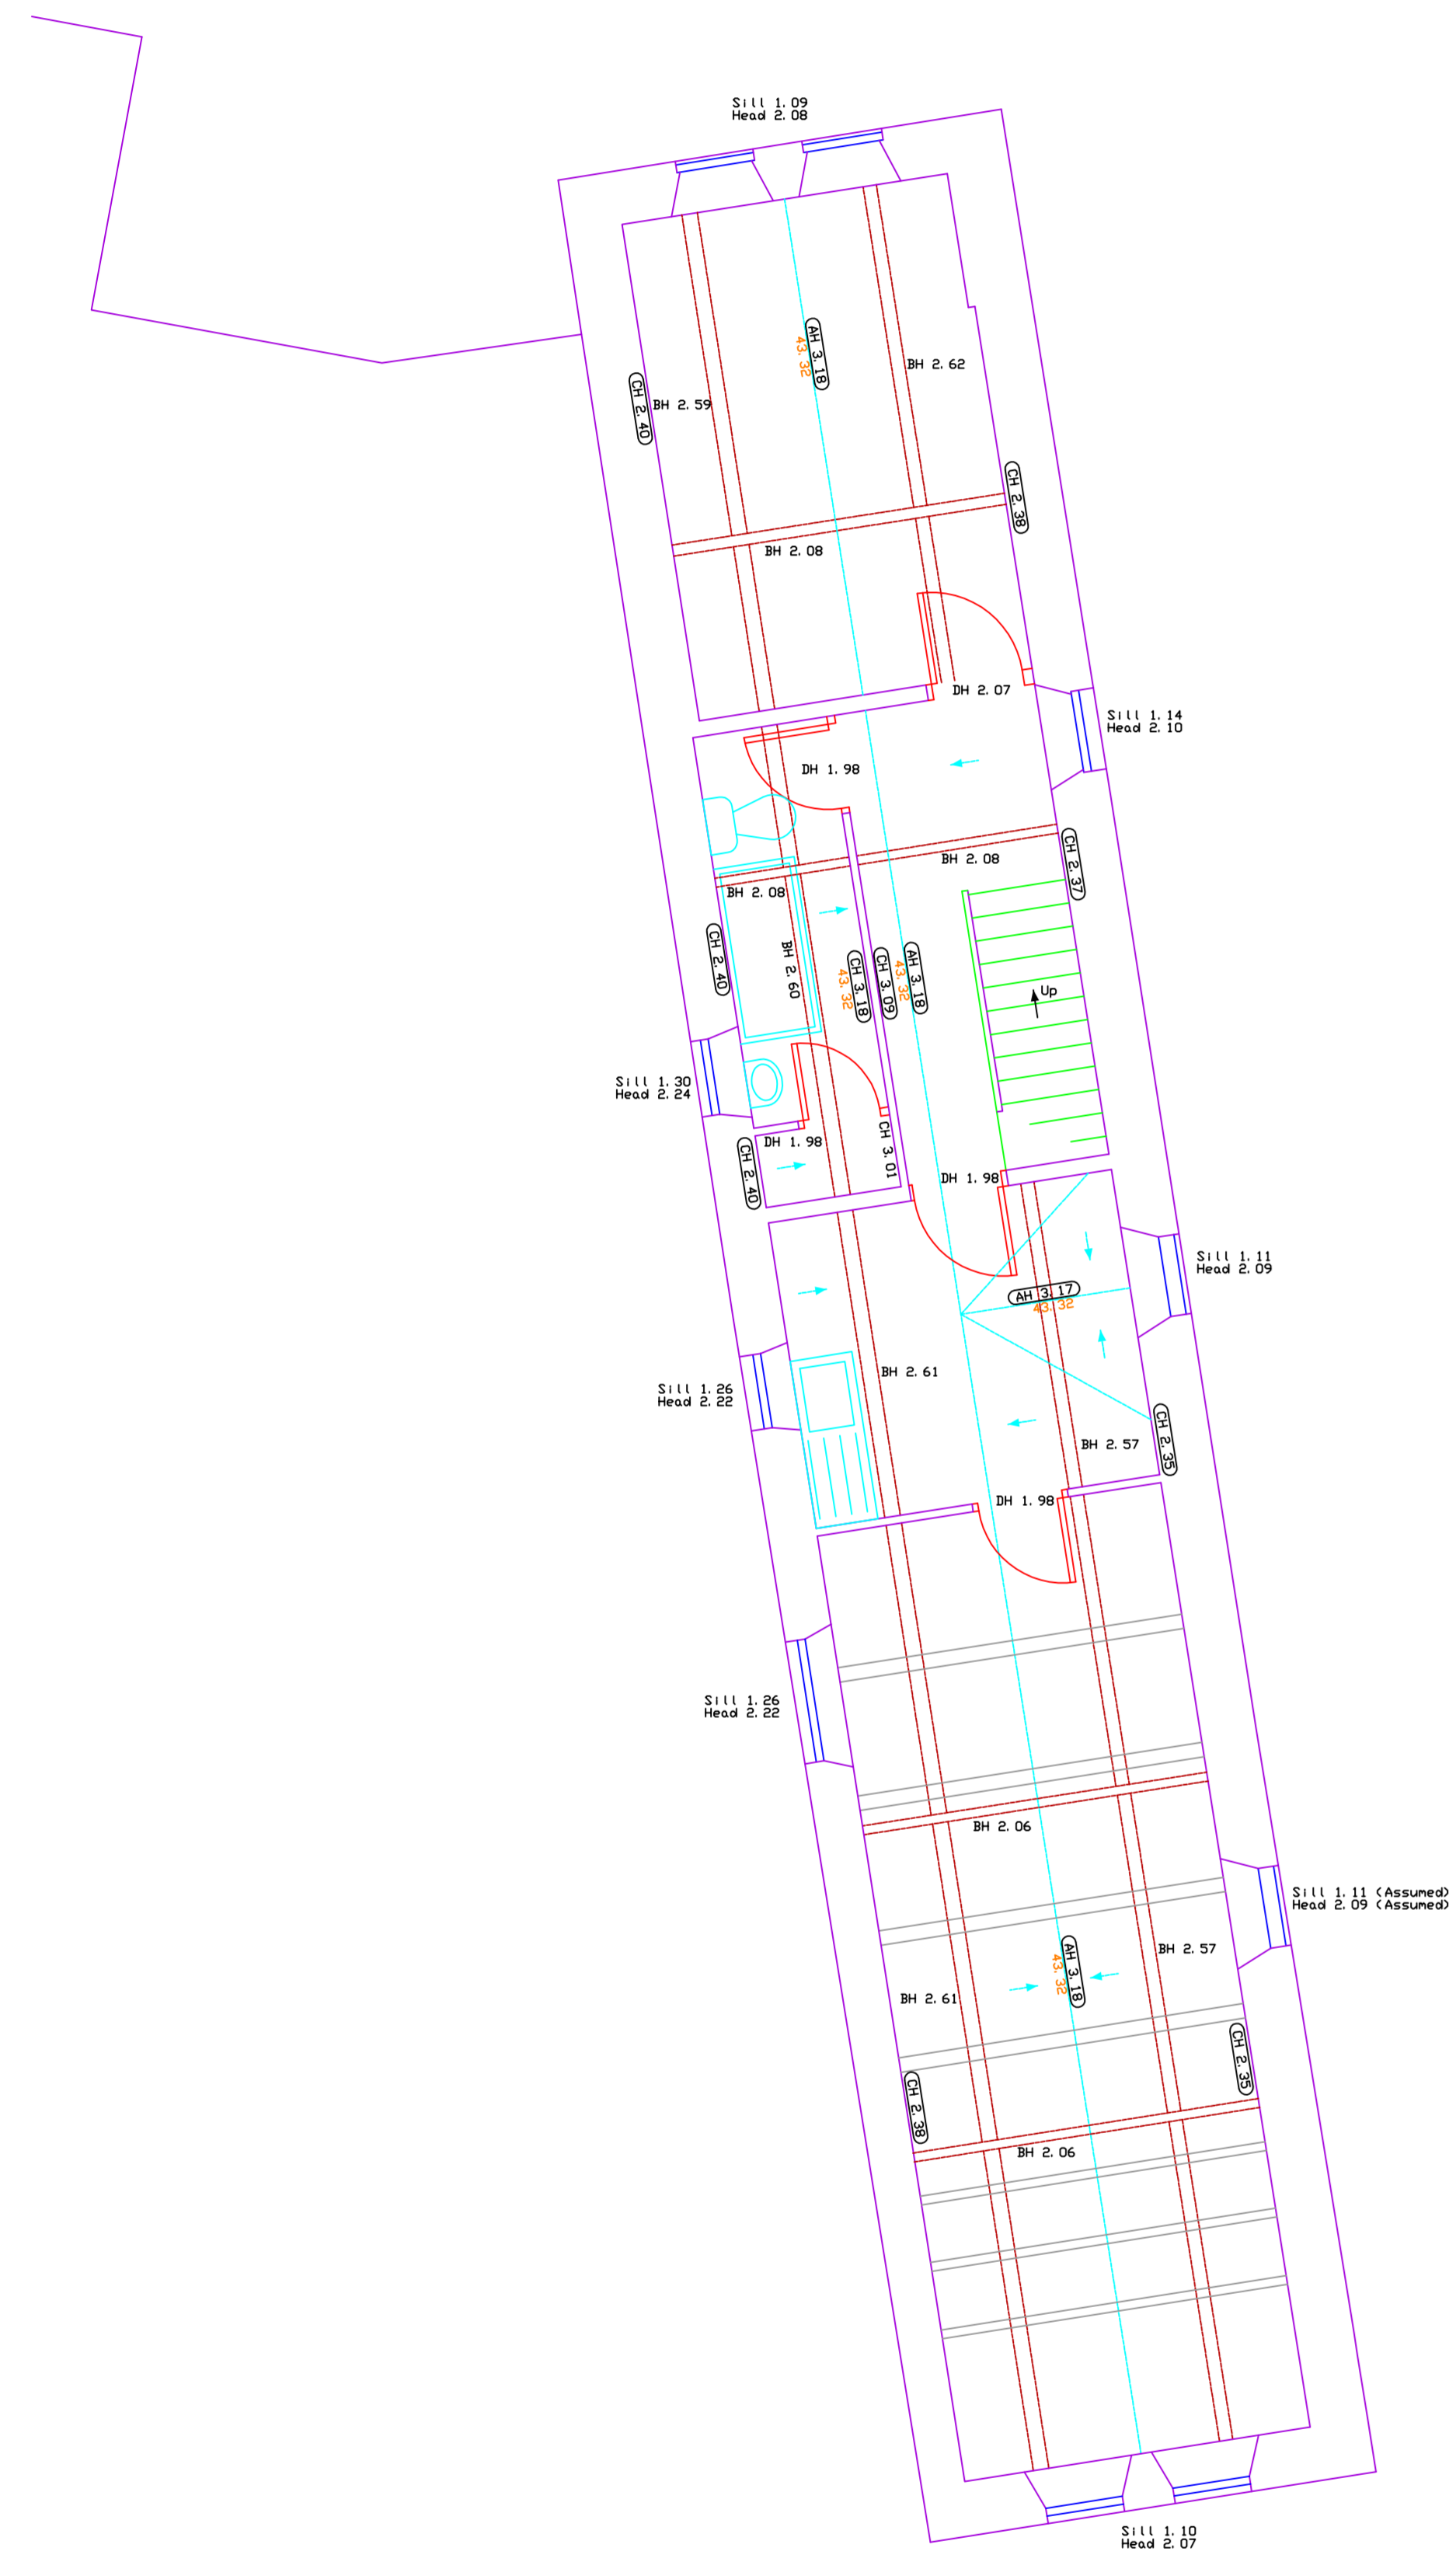 Sill 1.09
Head 2.08
AH 3.18
43.32
BH 2.62
CH 2.40
BH 2.59
CH 2.38
BH 2.08
DH 2.07
Sill 1.14
Head 2.10
DH 1.98
CH 2.37
BH 2.08
BH 2.08
CH 2.40
BH 2.60
CH 3.18
43.32
CH 3.09
AH 3.18
43.32
Up
Sill 1.30
Head 2.24
DH 1.98
CH 3.01
CH 2.40
DH 1.98
Sill 1.11
Head 2.09
AH 3.17
43.32
BH 2.61
Sill 1.26
Head 2.22
BH 2.57
CH 2.35
DH 1.98
Sill 1.26
Head 2.22
BH 2.06
Sill 1.11 (Assumed)
Head 2.09 (Assumed)
BH 2.57
AH 3.18
43.32
BH 2.61
CH 2.35
CH 2.38
BH 2.06
Sill 1.10
Head 2.07